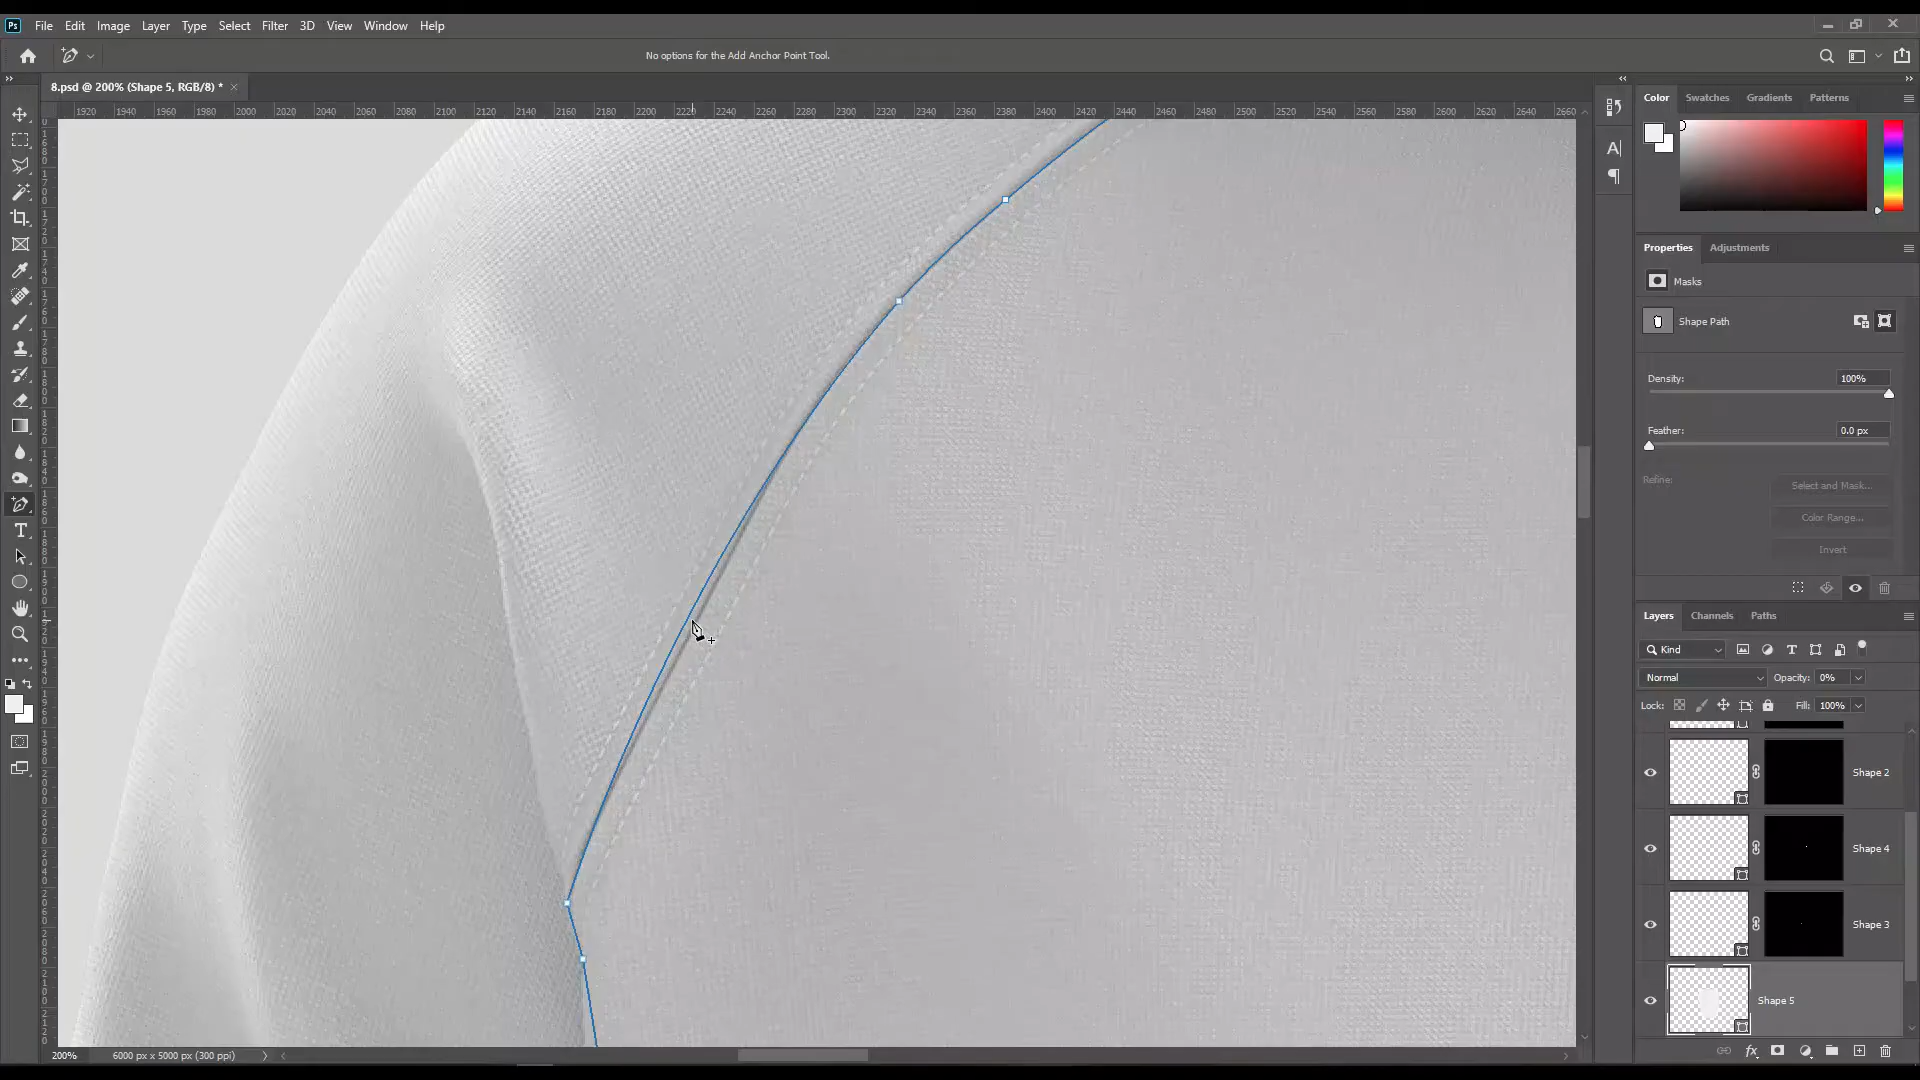 Ps File Edit Image Layer Type Select Filter 3D View Window Help
No options for the Add Anchor Point Tool.
8.psd @ 200% (Shape 5, RGB/8) *
1920 1940 1960 1980 2000 2020 2040 2060 2080 2100 2120 2140 2160 2180 2200 2220 2240 2260 2280 2300 2320 2340 2360 2380 2400 2420 2440 2460 2480 2500 2520 2540 2560 2580 2600 2620 2640 2660
Color Swatches Gradients Patterns
Properties Adjustments
Masks
Shape Path
Density: 100%
Feather: 0.0 px
Refine: Select and Mask...
Color Range...
Invert
Layers Channels Paths
Kind
Normal Opacity: 0%
Lock: Fill: 100%
Shape 2
Shape 4
Shape 3
Shape 5
200% 6000 px x 5000 px (300 ppi)